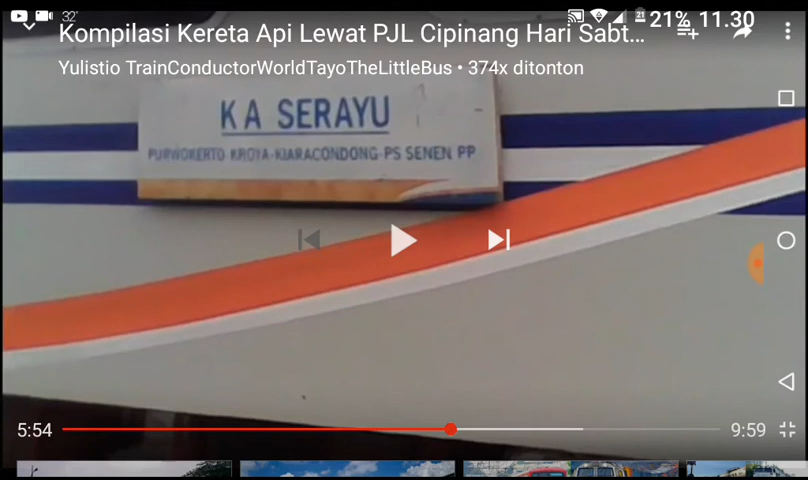 32°
21
21% 11.30
Kompilasi Kereta Api Lewat PJL Cipinang Hari Sabt...
Yulistio TrainConductorWorldTayoTheLittleBus • 374x ditonton
KA SERAYU
PURWOKERTO KROYA-KIARACONDONG-PS SENEN PP
5:54
9:59